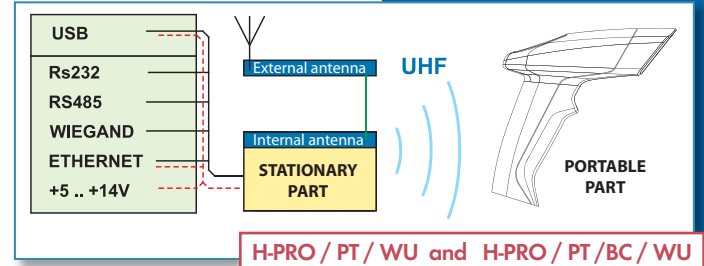 USB
Rs232
RS485
WIEGAND
ETHERNET
+5 .. +14V
External antenna
Internal antenna
STATIONARY
PART
UHF
PORTABLE
PART
H-PRO / PT / WU and H-PRO / PT /BC / WU